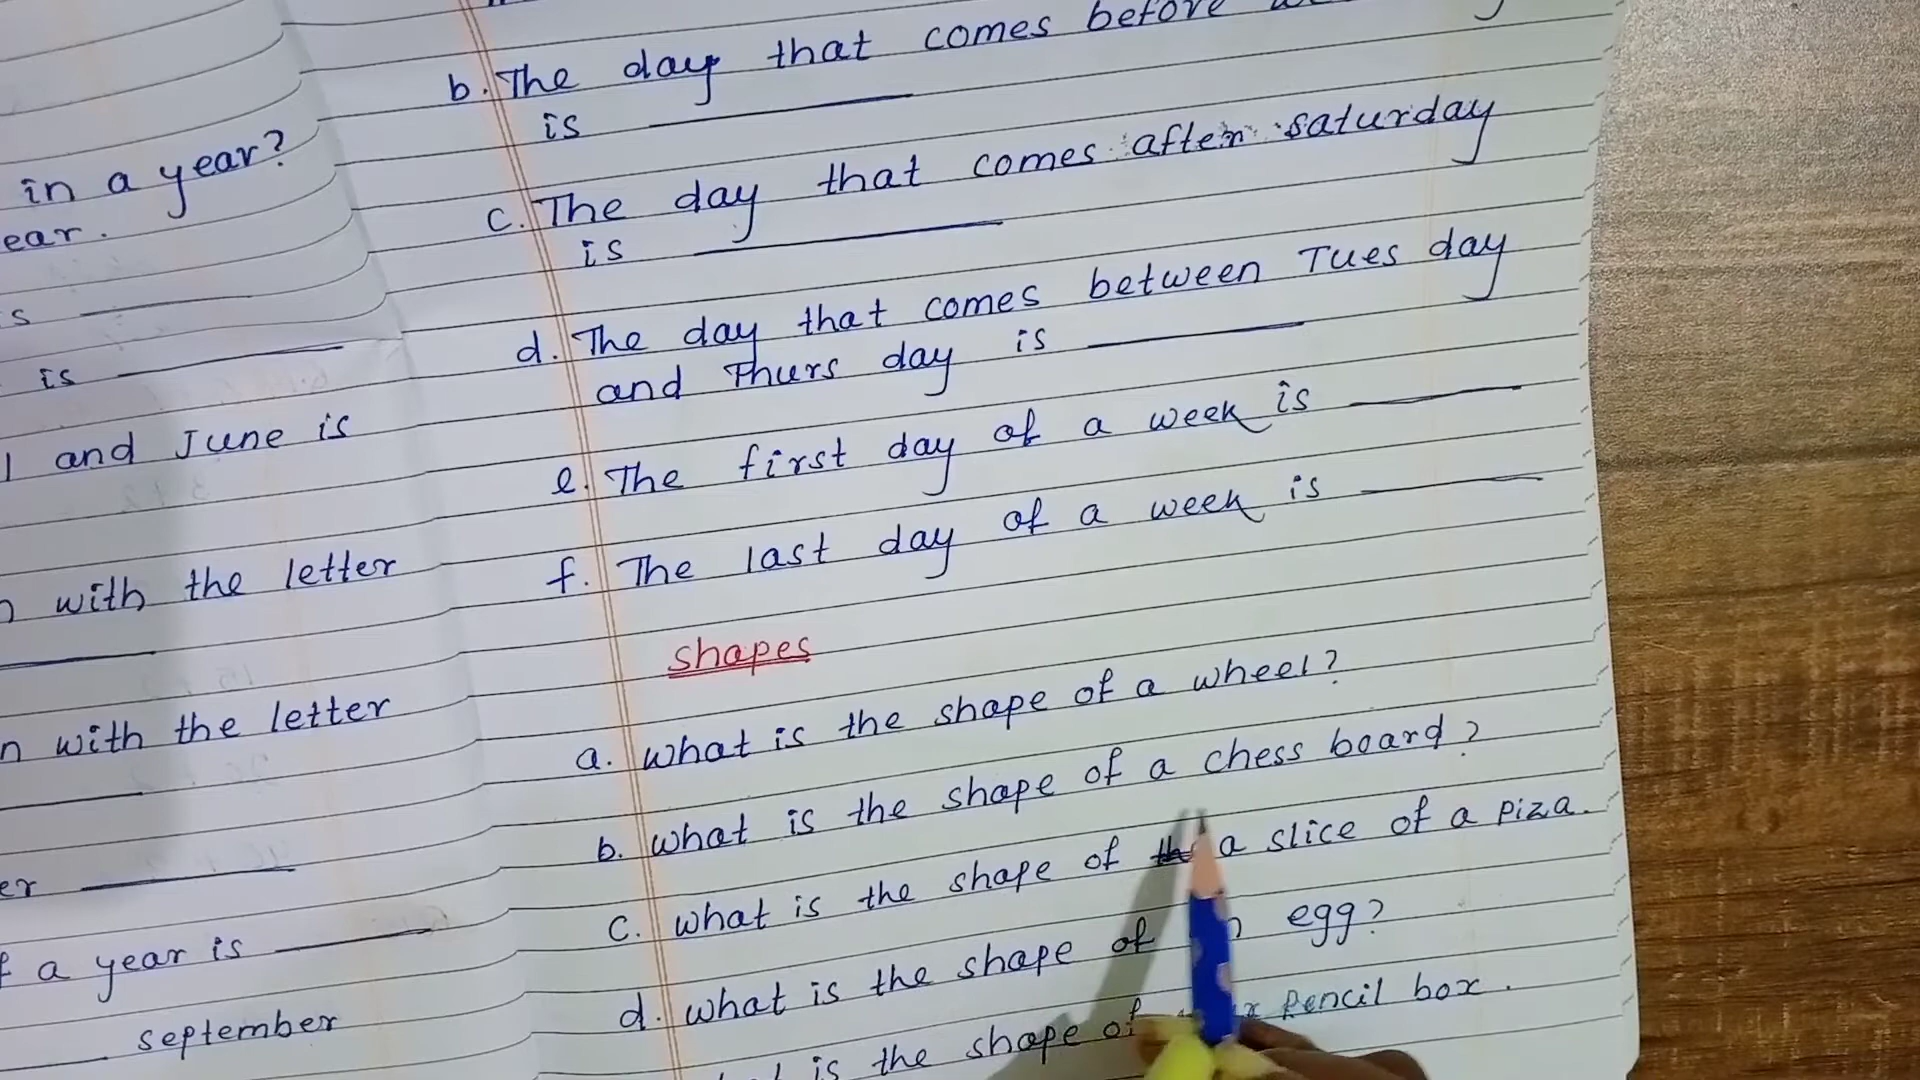 in a year?
ear.
s
is
l and June is
with the letter
n with the letter
er
f a year is
september
b. The day that comes before
is
c. The day that comes after saturday
is
d. The day that comes between Tues day
and Thurs day is
e. The first day of a week is
f. The last day of a week is
shapes
a. what is the shape of a wheel?
b. what is the shape of a chess board?
c. what is the shape of a slice of a piza.
d. what is the shape of egg?
is the shape of pencil box.